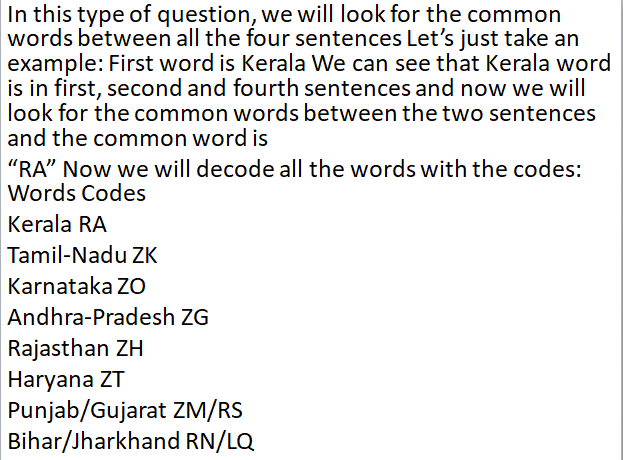 In this type of question, we will look for the common
words between all the four sentences Let’s just take an
example: First word is Kerala We can see that Kerala word
is in first, second and fourth sentences and now we will
look for the common words between the two sentences
and the common word is
“RA” Now we will decode all the words with the codes:
Words Codes
Kerala RA
Tamil-Nadu ZK
Karnataka ZO
Andhra-Pradesh ZG
Rajasthan ZH
Haryana ZT
Punjab/Gujarat ZM/RS
Bihar/Jharkhand RN/LQ